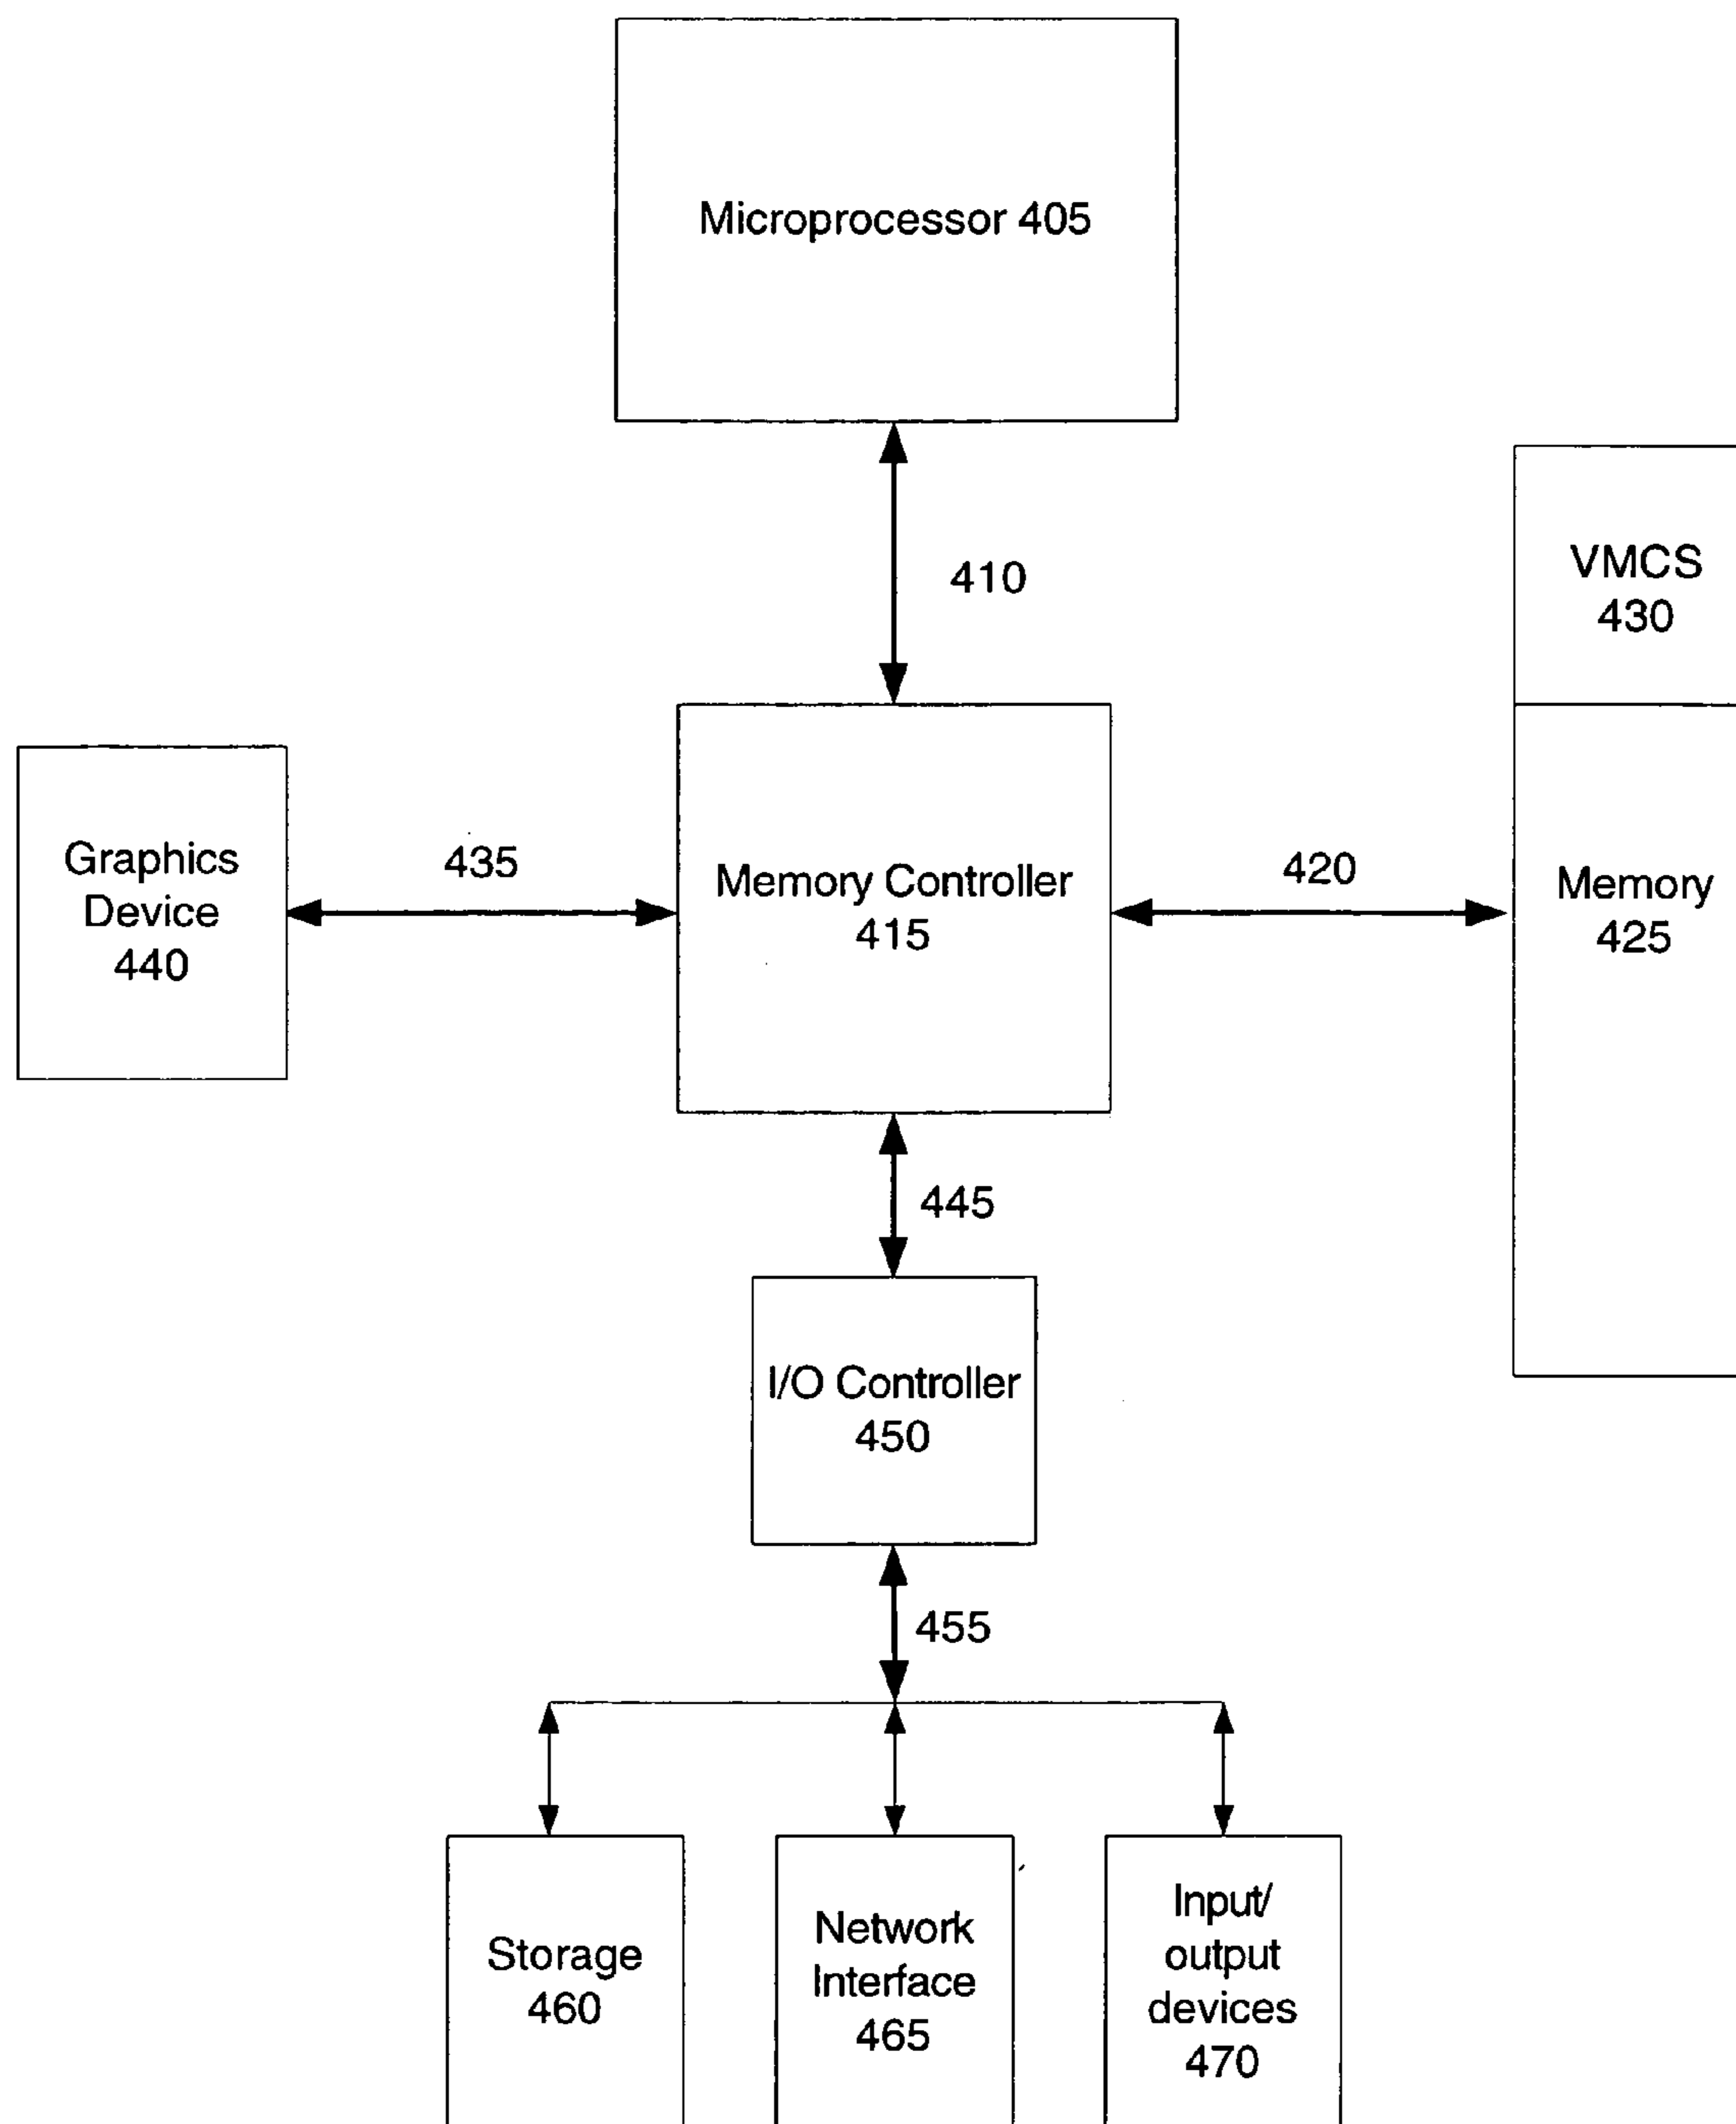 Microprocessor 405
410
VMCS
430
Graphics
Device
440
435
Memory Controller
415
420
Memory
425
445
I/O Controller
450
455
Storage
460
Network
Interface
465
Input/
output
devices
470